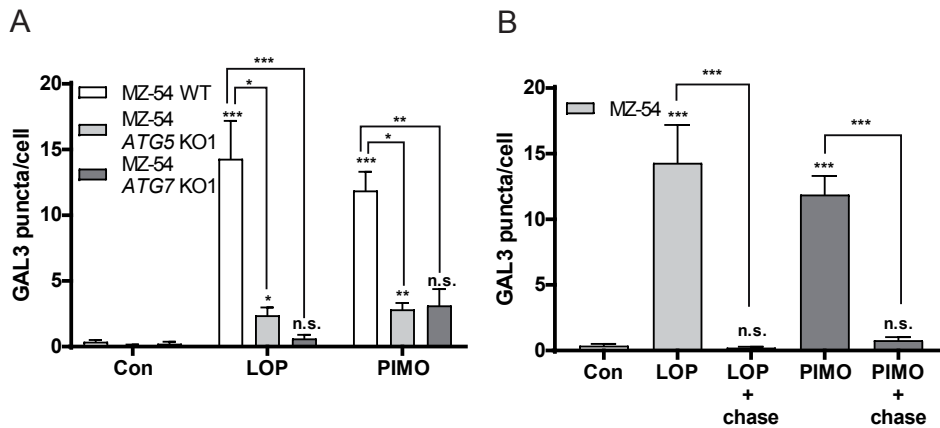 A
***
*
20
15
10
5
0
GAL3 puncta/cell
MZ-54 WT
MZ-54
ATG5 KO1
MZ-54
ATG7 KO1
***
*
n.s.
**
*
***
**
n.s.
Con
LOP
PIMO
B
20
15
10
5
0
GAL3 puncta/cell
MZ-54
***
***
n.s.
***
***
n.s.
Con
LOP
LOP
+
chase
PIMO
PIMO
+
chase